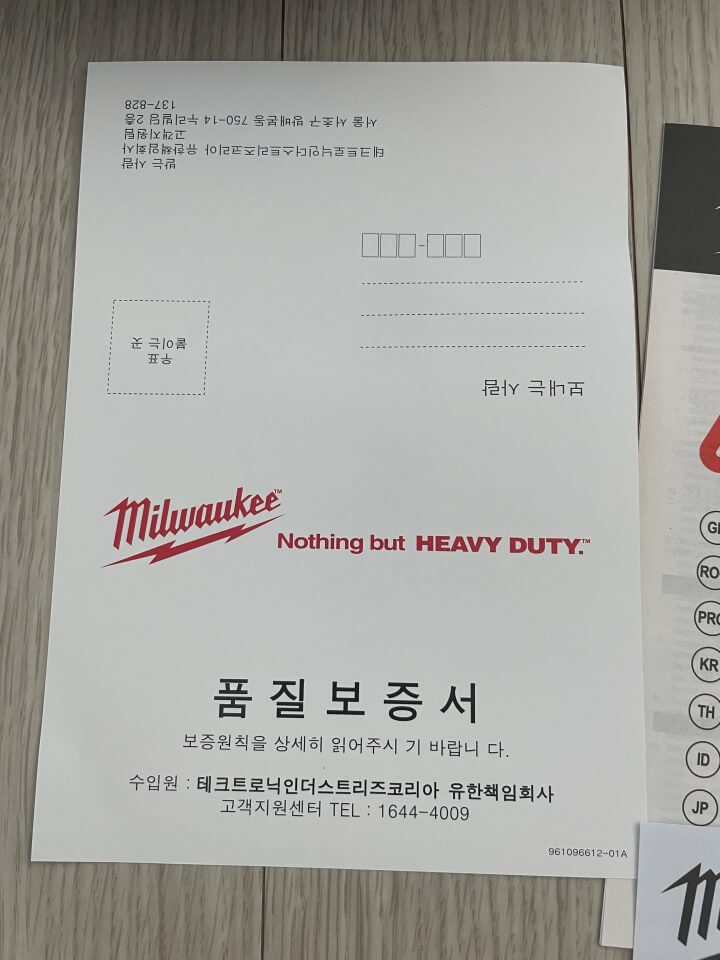 받는 사람
테크트로닉인더스트리즈코리아 유한책임회사
고객지원팀
서울 서초구 방배본동 750-14 누리빌딩 2층
137-828
보내는 사람
우표
붙이는 곳
Milwaukee™
Nothing but HEAVY DUTY.™
품질보증서
보증원칙을 상세히 읽어주시 기 바랍니 다.
수입원 : 테크트로닉인더스트리즈코리아 유한책임회사
고객지원센터 TEL : 1644-4009
961096612-01A
RO
KR
TH
ID
JP